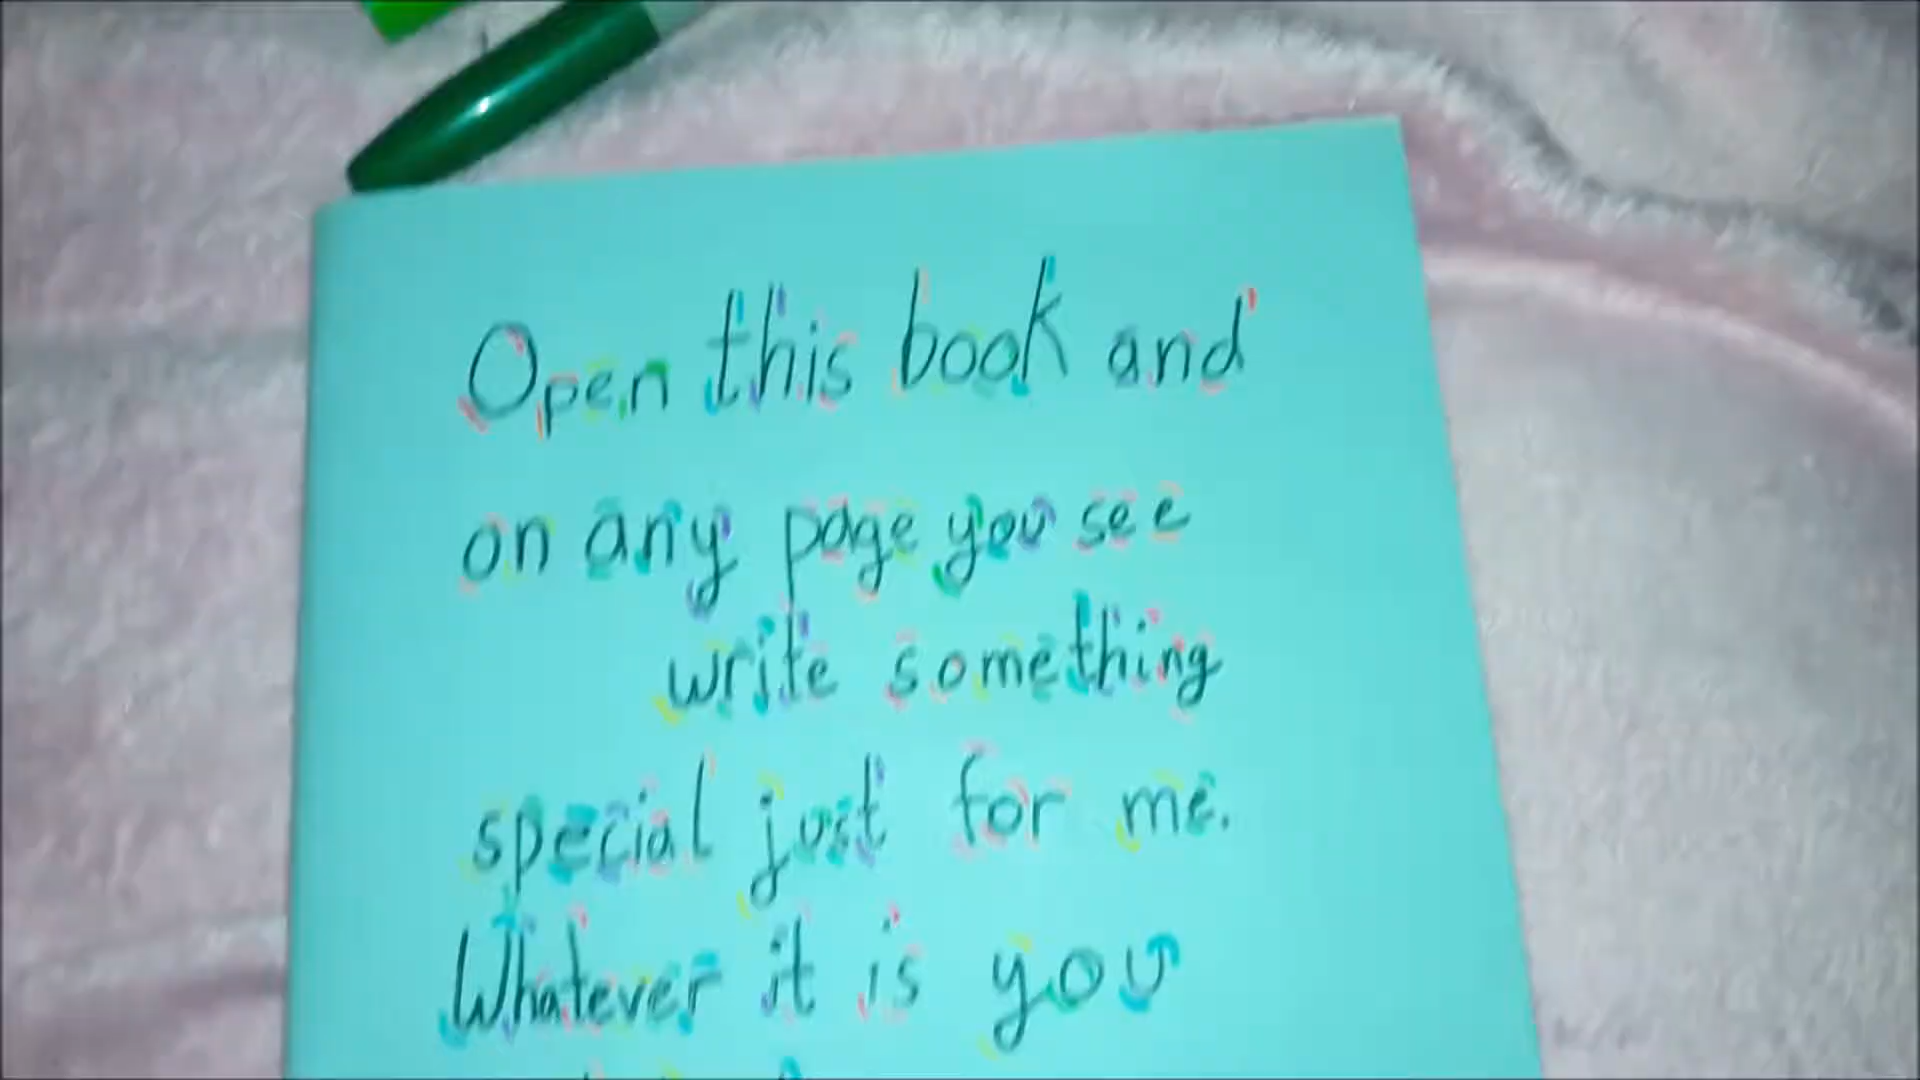 Open this book and
on any page you see
write something
special just for me.
Whatever it is you